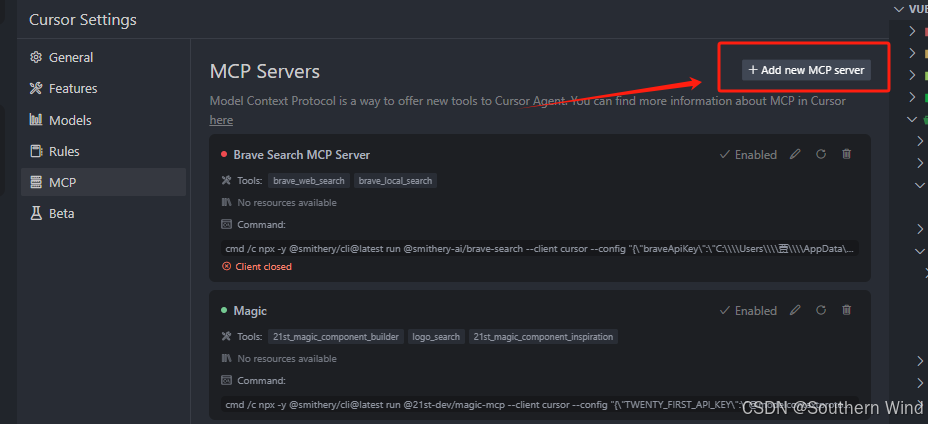 Cursor Settings
VUE
General
Features
Models
Rules
MCP
Beta
MCP Servers
+ Add new MCP server
Model Context Protocol is a way to offer new tools to Cursor Agent. You can find more information about MCP in Cursor
here
Brave Search MCP Server
Enabled
Tools: brave_web_search brave_local_search
No resources available
Command:
cmd /c npx -y @smithery/cli@latest run @smithery-ai/brave-search --client cursor --config "{\"braveApiKey\":\"C:\\\\Users\\\\亖\\\\AppData\...
Client closed
Magic
Enabled
Tools: 21st_magic_component_builder logo_search 21st_magic_component_inspiration
No resources available
Command:
cmd /c npx -y @smithery/cli@latest run @21st-dev/magic-mcp --client cursor --config "{\"TWENTY_FIRST_API_KEY\":\"
CSDN @Southern Wind